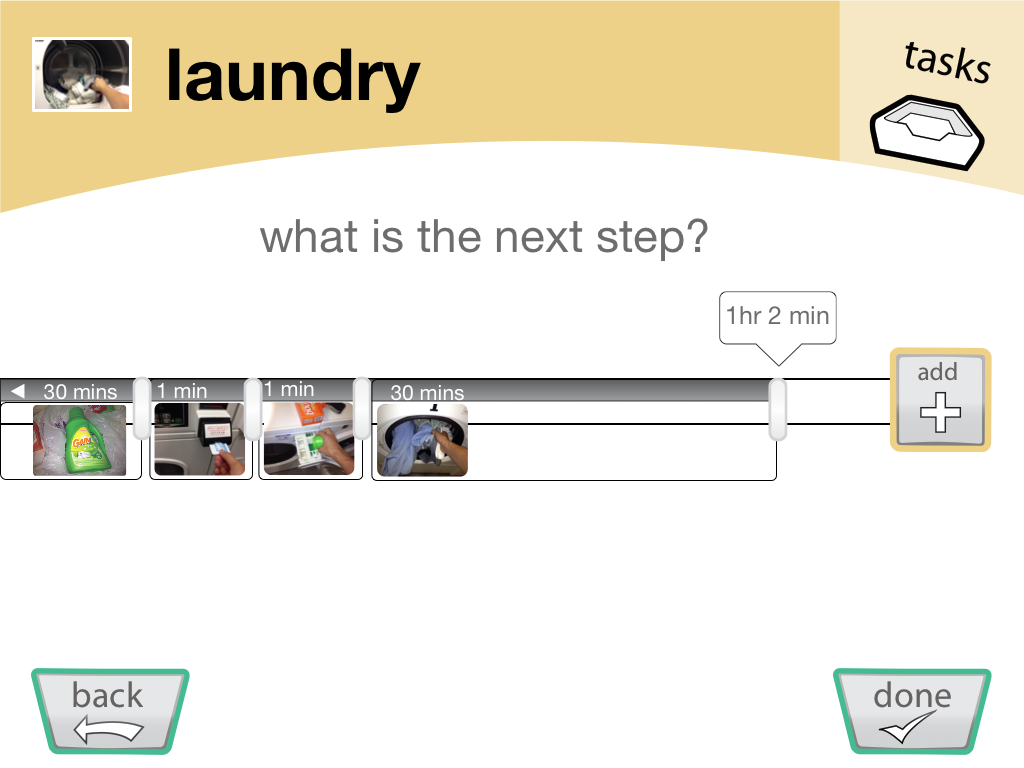 laundry
tasks
what is the next step?
1hr 2 min
30 mins
1 min
1 min
30 mins
add
GAIN
back
done